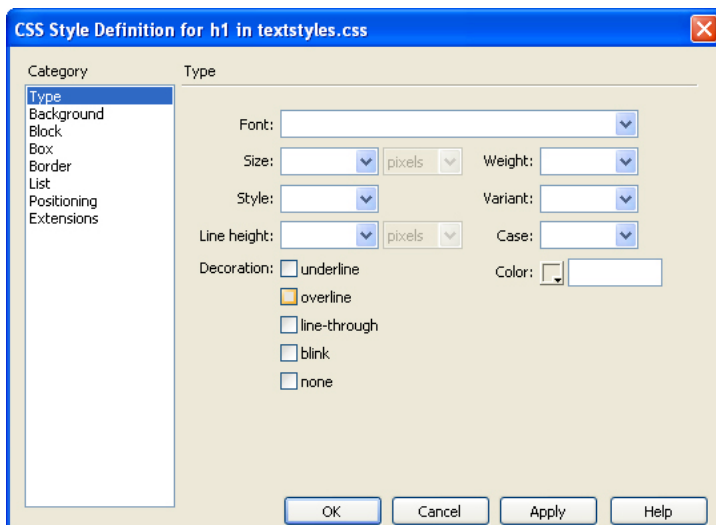 CSS Style Definition for h1 in textstyles.css
Category
Type
Type
Background
Block
Box
Border
List
Positioning
Extensions
Font:
Size: pixels Weight:
Style: Variant:
Line height: pixels Case:
Decoration: underline Color:
overline
line-through
blink
none
OK Cancel Apply Help